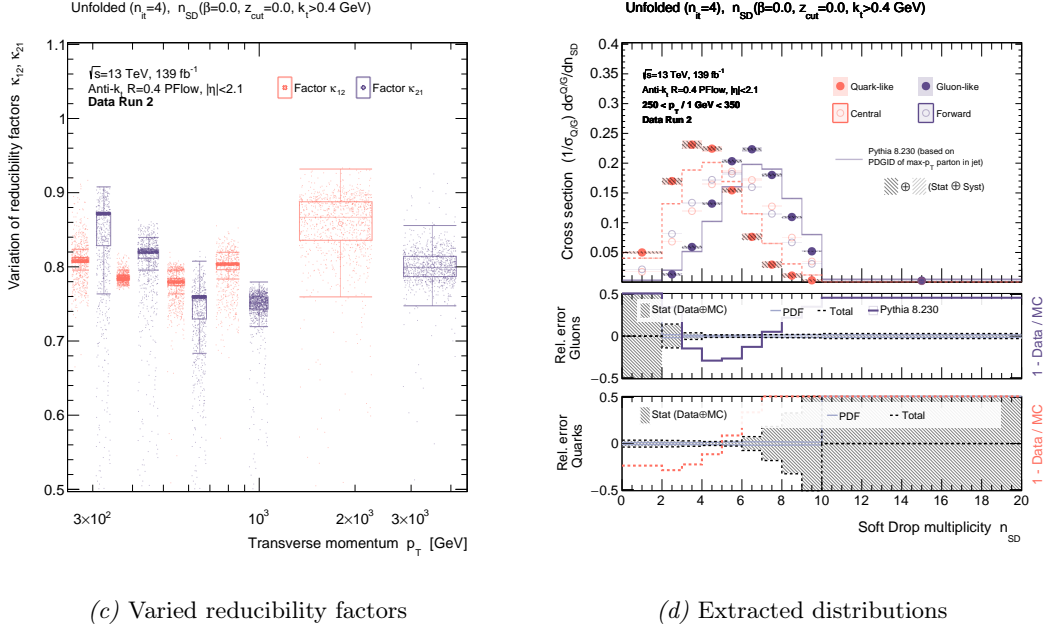 Unfolded (n_it=4), n_SD(β=0.0, z_cut=0.0, k_t>0.4 GeV)
Variation of reducibility factors κ_12, κ_21
√s=13 TEV, 139 fb⁻¹
Anti-k_t R=0.4 PFlow, |η|<2.1
Data Run 2
Factor κ_12
Factor κ_21
1.1
1
0.9
0.8
0.7
0.6
0.5
3×10²
10³
2×10³
3×10³
Transverse momentum p_T [GeV]
(c) Varied reducibility factors
Unfolded (n_it=4), n_SD(β=0.0, z_cut=0.0, k_t>0.4 GeV)
Cross section (1/σ_Q/G) dσ^Q/G/dn_SD
0.4
0.35
0.30
0.25
0.20
0.15
0.10
0.05
√s=13 TeV, 139 fb⁻¹
Anti-k_t R=0.4 PFlow, |η|<2.1
250 < p_T / 1 GeV < 350
Data Run 2
Quark-like
Gluon-like
Central
Forward
Pythia 8.230 (based on
PDGID of max-p_T parton in jet)
⊕ (Stat ⊕ Syst)
Rel. error
Gluons
0.5
0
−0.5
Stat (Data⊕MC)
PDF
Total
Pythia 8.230
1 - Data / MC
Rel. error
Quarks
0.5
0
−0.5
Stat (Data⊕MC)
PDF
Total
1 - Data / MC
0 2 4 6 8 10 12 14 16 18 20
Soft Drop multiplicity n_SD
(d) Extracted distributions